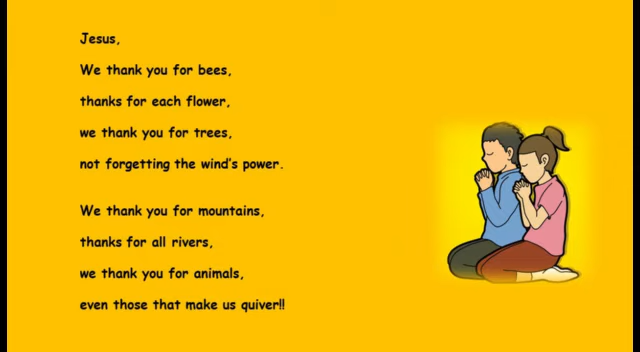 Jesus,
We thank you for bees,
thanks for each flower,
we thank you for trees,
not forgetting the wind's power.
We thank you for mountains,
thanks for all rivers,
we thank you for animals,
even those that make us quiver!!